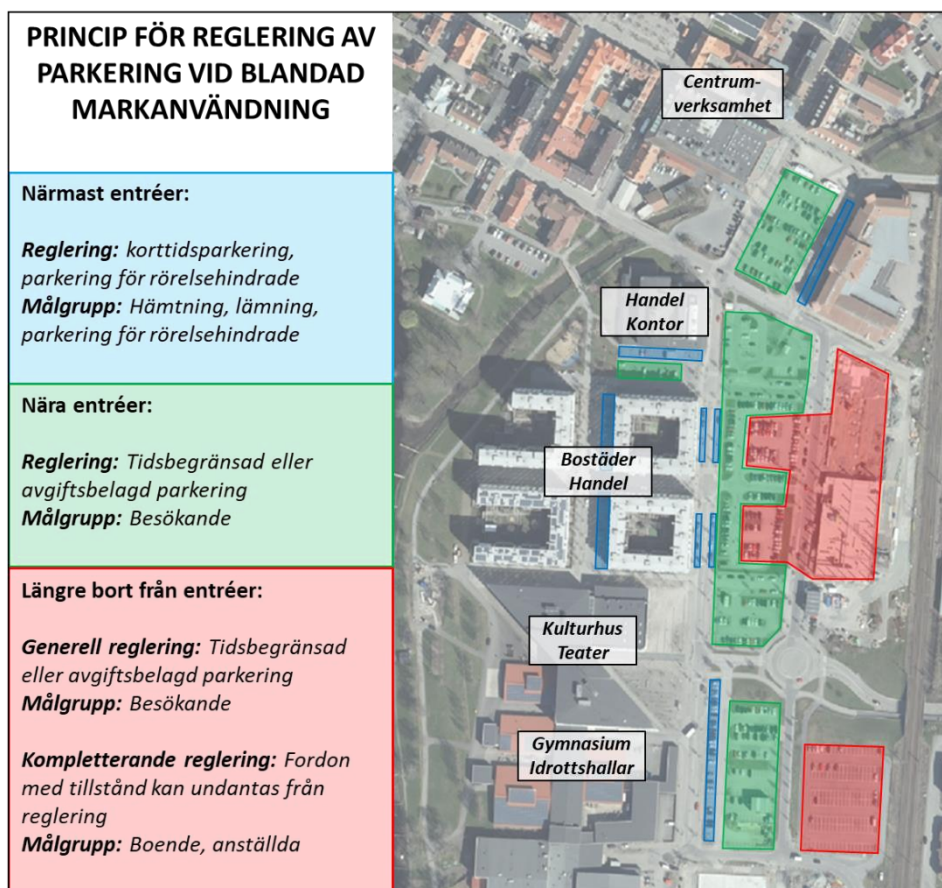 PRINCIP FÖR REGLERING AV
PARKERING VID BLANDAD
MARKANVÄNDNING
Närmast entréer:
Reglering: korttidsparkering,
parkering för rörelsehindrade
Målgrupp: Hämtning, lämning,
parkering för rörelsehindrade
Nära entréer:
Reglering: Tidsbegränsad eller
avgiftsbelagd parkering
Målgrupp: Besökande
Längre bort från entréer:
Generell reglering: Tidsbegränsad
eller avgiftsbelagd parkering
Målgrupp: Besökande
Kompletterande reglering: Fordon
med tillstånd kan undantas från
reglering
Målgrupp: Boende, anställda
Centrum-
verksamhet
Handel
Kontor
Bostäder
Handel
Kulturhus
Teater
Gymnasium
Idrottshallar